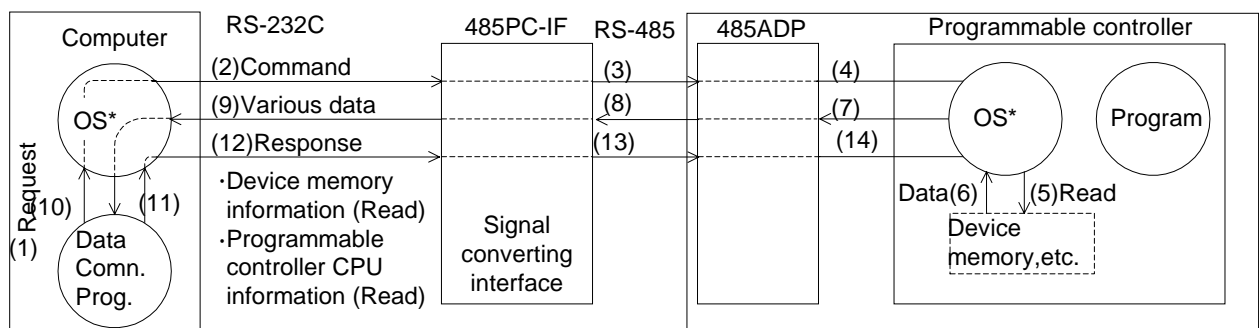 Computer
RS-232C
485PC-IF
RS-485
485ADP
Programmable controller
(2)Command
(3)
(4)
(9)Various data
(8)
(7)
OS*
OS*
Program
(12)Response
(13)
(14)
Request
(1)
(10)
(11)
·Device memory
information (Read)
·Programmable
controller CPU
information (Read)
Data
Comn.
Prog.
Signal
converting
interface
Data(6)
(5)Read
Device
memory,etc.